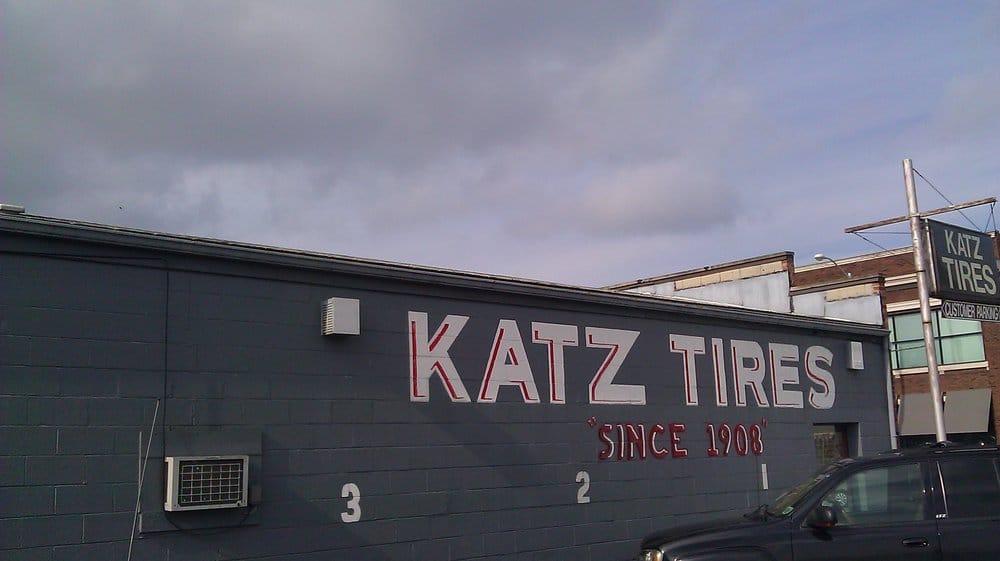 KATZ TIRES
"SINCE 1908"
3
2
1
KATZ
TIRES
CUSTOMER PARKING